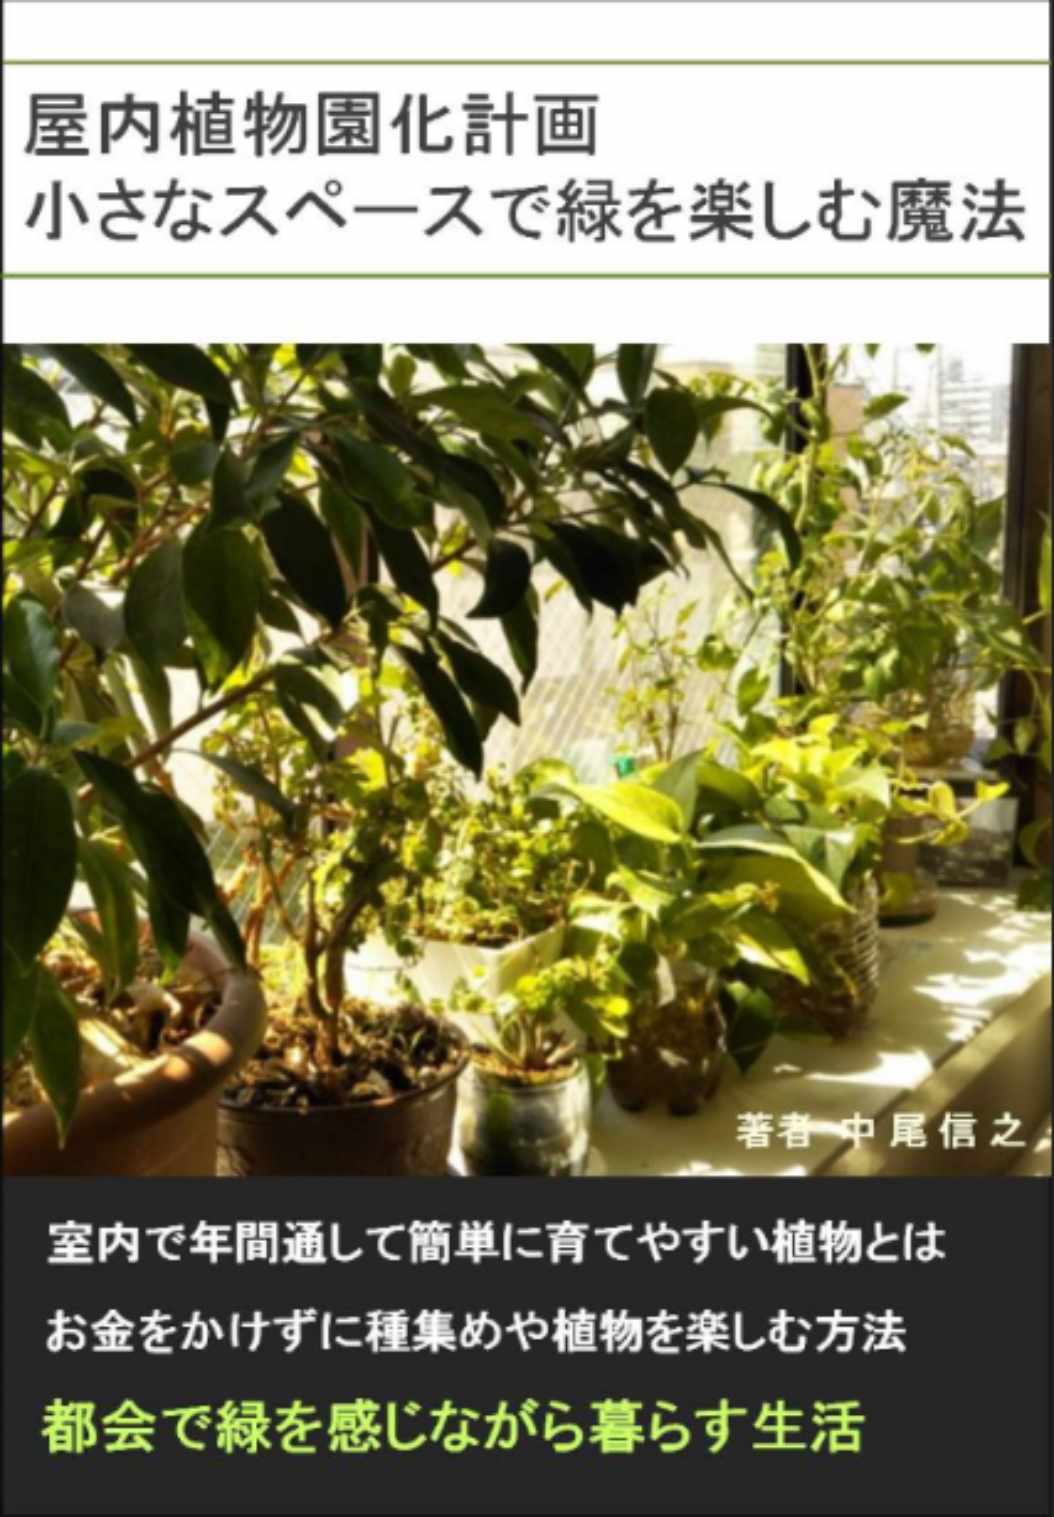 屋内植物園化計画
小さなスペースで緑を楽しむ魔法
著者 中尾信之
室内で年間通して簡単に育てやすい植物とは
お金をかけずに種集めや植物を楽しむ方法
都会で緑を感じながら暮らす生活